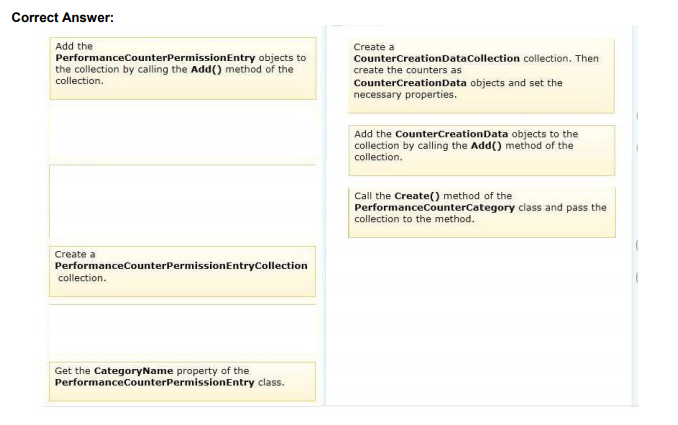 Correct Answer:
Add the
PerformanceCounterPermissionEntry objects to
the collection by calling the Add() method of the
collection.
Create a
PerformanceCounterPermissionEntryCollection
collection.
Get the CategoryName property of the
PerformanceCounterPermissionEntry class.
Create a
CounterCreationDataCollection collection. Then
create the counters as
CounterCreationData objects and set the
necessary properties.
Add the CounterCreationData objects to the
collection by calling the Add() method of the
collection.
Call the Create() method of the
PerformanceCounterCategory class and pass the
collection to the method.